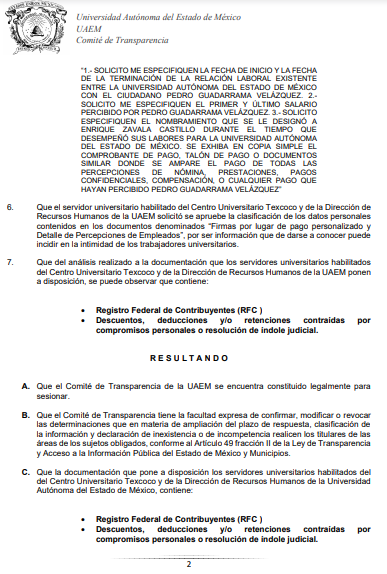 Universidad Autónoma del Estado de México
UAEM
Comité de Transparencia
"1.- SOLICITO ME ESPECIFIQUEN LA FECHA DE INICIO Y LA FECHA
DE LA TERMINACIÓN DE LA RELACIÓN LABORAL EXISTENTE
ENTRE LA UNIVERSIDAD AUTÓNOMA DEL ESTADO DE MÉXICO
CON EL CIUDADANO PEDRO GUADARRAMA VELÁZQUEZ. 2.-
SOLICITO ME ESPECIFIQUEN EL PRIMER Y ÚLTIMO SALARIO
PERCIBIDO POR PEDRO GUADARRAMA VELÁZQUEZ. 3.- SOLICITO
ESPECIFIQUEN EL NOMBRAMIENTO QUE SE LE DESIGNÓ A
ENRIQUE ZAVALA CASTILLO DURANTE EL TIEMPO QUE
DESEMPEÑÓ SUS LABORES PARA LA UNIVERSIDAD AUTÓNOMA
DEL ESTADO DE MÉXICO. SE EXHIBA EN COPIA SIMPLE EL
COMPROBANTE DE PAGO, TALÓN DE PAGO O DOCUMENTOS
SIMILAR DONDE SE AMPARE EL PAGO DE TODAS LAS
PERCEPCIONES DE NÓMINA, PRESTACIONES, PAGOS
CONFIDENCIALES, COMPENSACIÓN, O CUALQUIER PAGO QUE
HAYAN PERCIBIDO PEDRO GUADARRAMA VELÁZQUEZ"
6. Que el servidor universitario habilitado del Centro Universitario Texcoco y de la Dirección de
Recursos Humanos de la UAEM solicitó se apruebe la clasificación de los datos personales
contenidos en los documentos denominados "Firmas por lugar de pago personalizado y
Detalle de Percepciones de Empleados", por ser información que de darse a conocer puede
incidir en la intimidad de los trabajadores universitarios.
7. Que del análisis realizado a la documentación que los servidores universitarios habilitados
del Centro Universitario Texcoco y de la Dirección de Recursos Humanos de la UAEM ponen
a disposición, se puede observar que contiene:
• Registro Federal de Contribuyentes (RFC )
• Descuentos, deducciones y/o retenciones contraídas por
compromisos personales o resolución de indole judicial.
R E S U L T A N D O
A. Que el Comité de Transparencia de la UAEM se encuentra constituido legalmente para
sesionar.
B. Que el Comité de Transparencia tiene la facultad expresa de confirmar, modificar o revocar
las determinaciones que en materia de ampliación del plazo de respuesta, clasificación de
la información y declaración de inexistencia o de incompetencia realicen los titulares de las
áreas de los sujetos obligados, conforme al Artículo 49 fracción II de la Ley de Transparencia
y Acceso a la Información Pública del Estado de México y Municipios.
C. Que la documentación que pone a disposición los servidores universitarios habilitados del
del Centro Universitario Texcoco y de la Dirección de Recursos Humanos de la Universidad
Autónoma del Estado de México, contiene:
• Registro Federal de Contribuyentes (RFC )
• Descuentos, deducciones y/o retenciones contraídas por
compromisos personales o resolución de indole judicial.
2